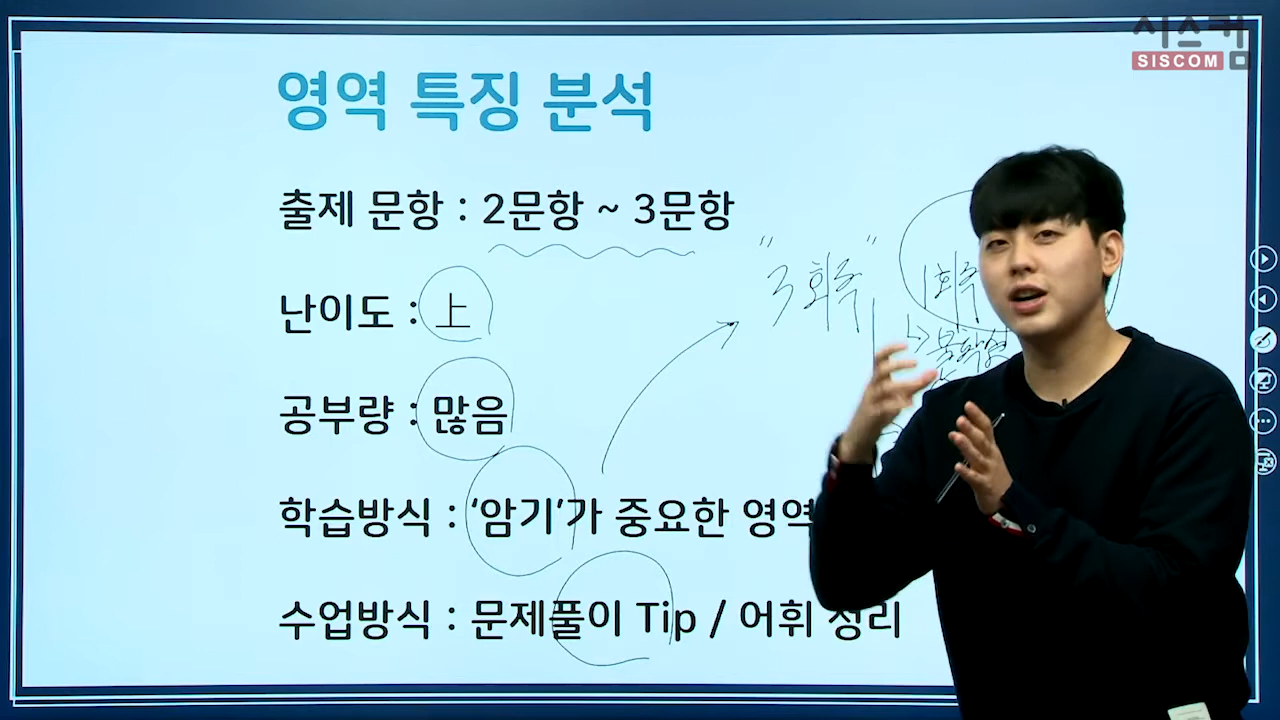 시스컴
SISCOM
영역 특징 분석
출제 문항 : 2문항 ~ 3문항
난이도 : 上
공부량 : 많음
학습방식 : ‘암기’가 중요한 영역
수업방식 : 문제풀이 Tip / 어휘 정리
"3회죽"
1회죽